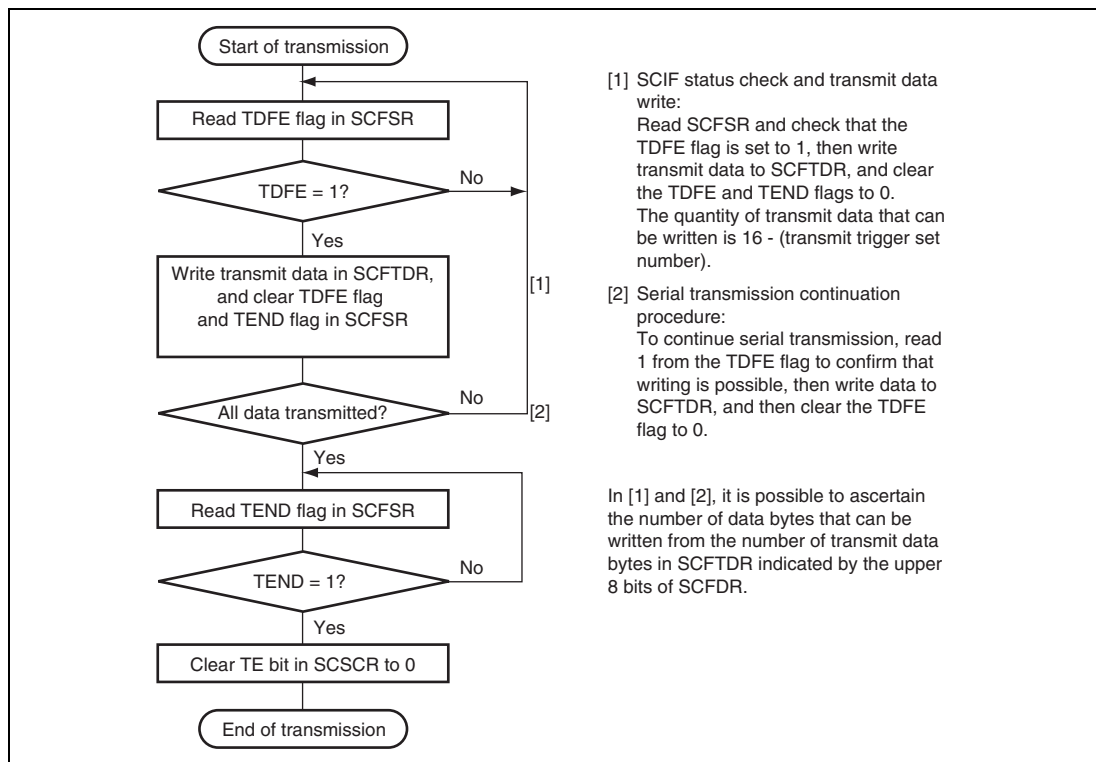 Start of transmission
Read TDFE flag in SCFSR
TDFE = 1?
No
Yes
Write transmit data in SCFTDR,
and clear TDFE flag
and TEND flag in SCFSR
[1]
All data transmitted?
No
[2]
Yes
Read TEND flag in SCFSR
TEND = 1?
No
Yes
Clear TE bit in SCSCR to 0
End of transmission
[1] SCIF status check and transmit data
write:
Read SCFSR and check that the
TDFE flag is set to 1, then write
transmit data to SCFTDR, and clear
the TDFE and TEND flags to 0.
The quantity of transmit data that can
be written is 16 - (transmit trigger set
number).
[2] Serial transmission continuation
procedure:
To continue serial transmission, read
1 from the TDFE flag to confirm that
writing is possible, then write data to
SCFTDR, and then clear the TDFE
flag to 0.
In [1] and [2], it is possible to ascertain
the number of data bytes that can be
written from the number of transmit data
bytes in SCFTDR indicated by the upper
8 bits of SCFDR.